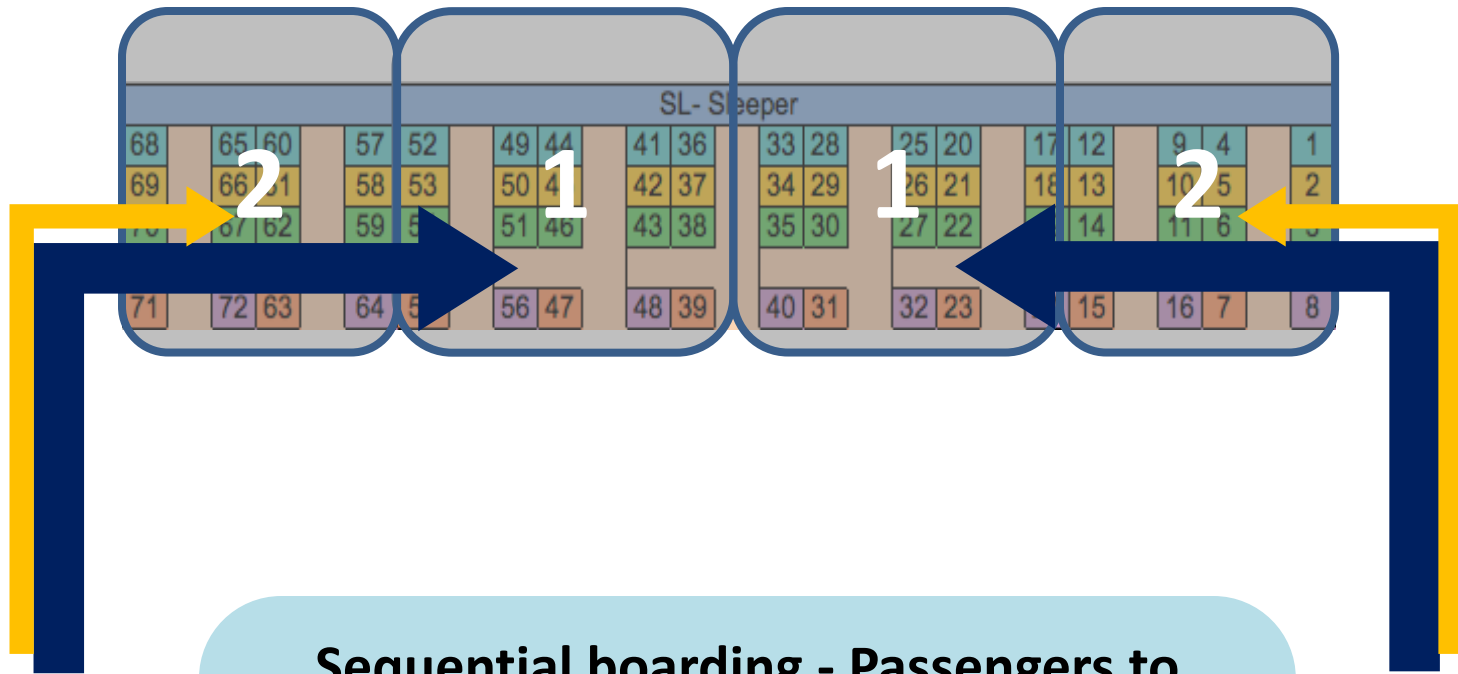 SL- Sleeper
68 65 60 57 52 49 44 41 36 33 28 25 20 17 12 9 4 1
2 1 1 2
69 66 58 53 50 42 37 34 29 26 21 18 13 10 5 2
67 62 59 51 46 43 38 35 30 27 22 14 11 6
71 72 63 64 56 47 48 39 40 31 32 23 15 16 7 8
Sequential boarding - Passengers to